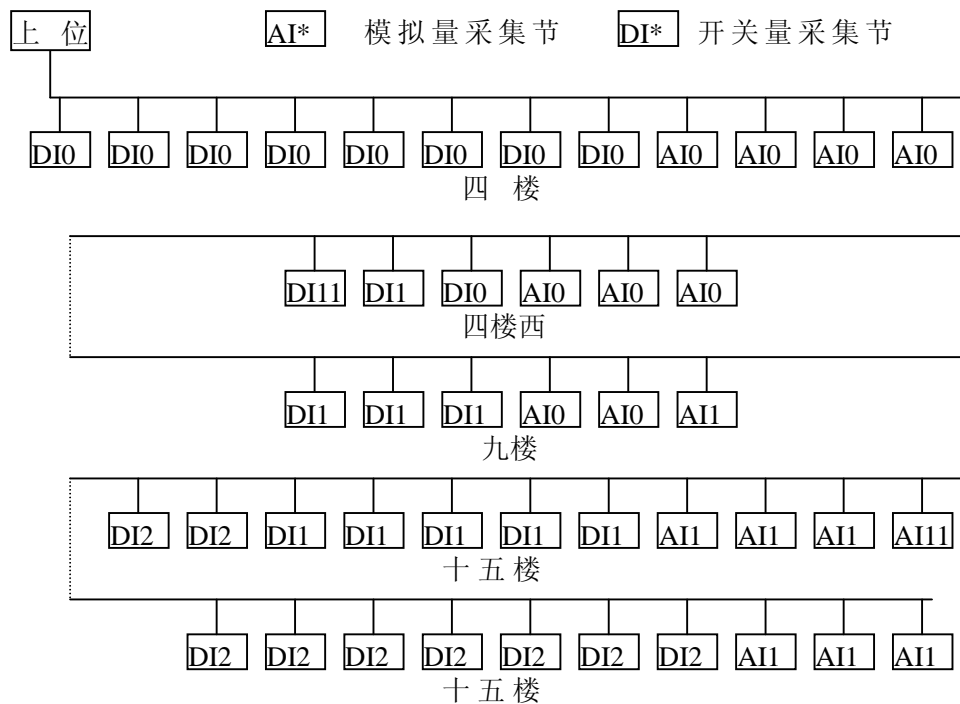 上 位 AI* 模拟量采集节 DI* 开关量采集节
DI0 DI0 DI0 DI0 DI0 DI0 DI0 DI0 AI0 AI0 AI0 AI0
四 楼
DI11 DI1 DI0 AI0 AI0 AI0
四楼西
DI1 DI1 DI1 AI0 AI0 AI1
九楼
DI2 DI2 DI1 DI1 DI1 DI1 DI1 AI1 AI1 AI1 AI11
十五楼
DI2 DI2 DI2 DI2 DI2 DI2 DI2 AI1 AI1 AI1
十五楼